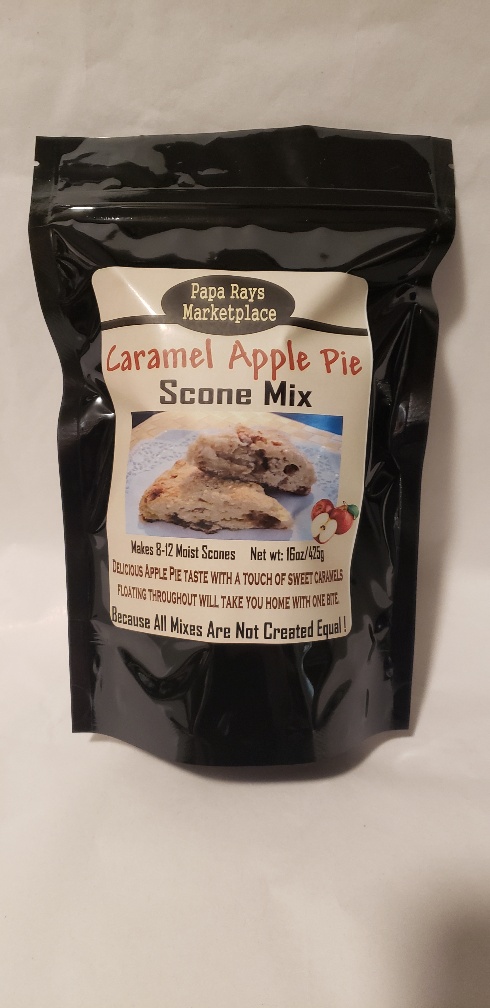 Papa Rays
Marketplace
Caramel Apple Pie
Scone Mix
Makes 8-12 Moist Scones Net wt: 16oz/425g
Delicious Apple Pie taste with a touch of sweet caramels
floating throughout will take you home with one bite.
Because All Mixes Are Not Created Equal !